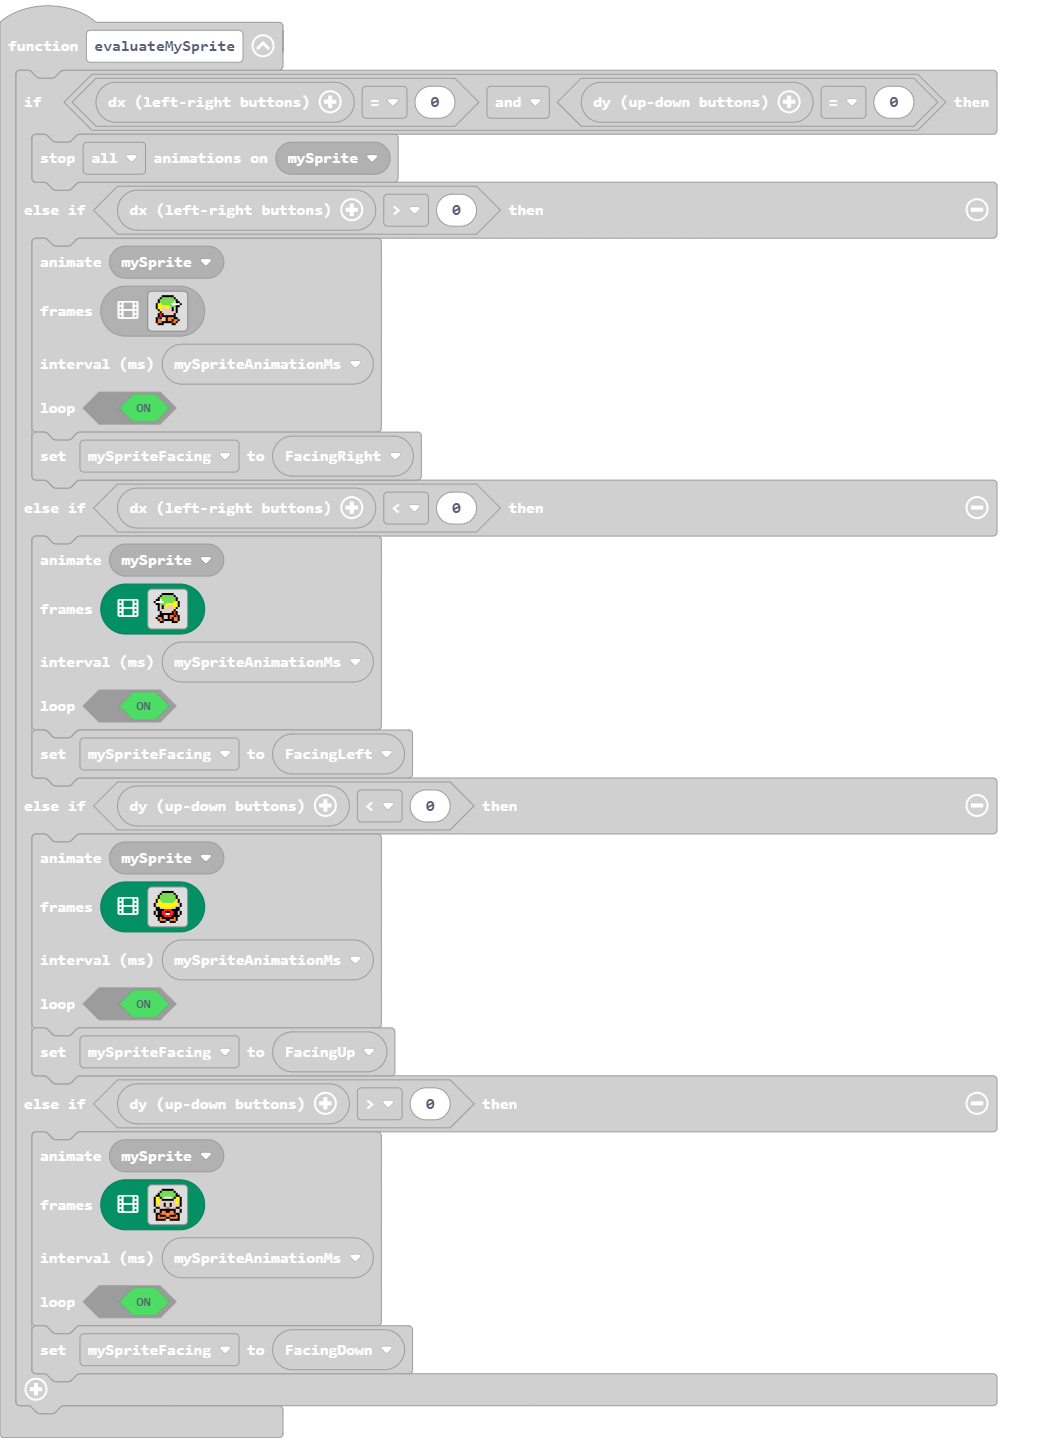 function evaluateMySprite
if dx (left-right buttons) = 0 and dy (up-down buttons) = 0 then
stop all animations on mySprite
else if dx (left-right buttons) > 0 then
animate mySprite
frames
interval (ms) mySpriteAnimationMs
loop ON
set mySpriteFacing to FacingRight
else if dx (left-right buttons) < 0 then
animate mySprite
frames
interval (ms) mySpriteAnimationMs
loop ON
set mySpriteFacing to FacingLeft
else if dy (up-down buttons) < 0 then
animate mySprite
frames
interval (ms) mySpriteAnimationMs
loop ON
set mySpriteFacing to FacingUp
else if dy (up-down buttons) > 0 then
animate mySprite
frames
interval (ms) mySpriteAnimationMs
loop ON
set mySpriteFacing to FacingDown